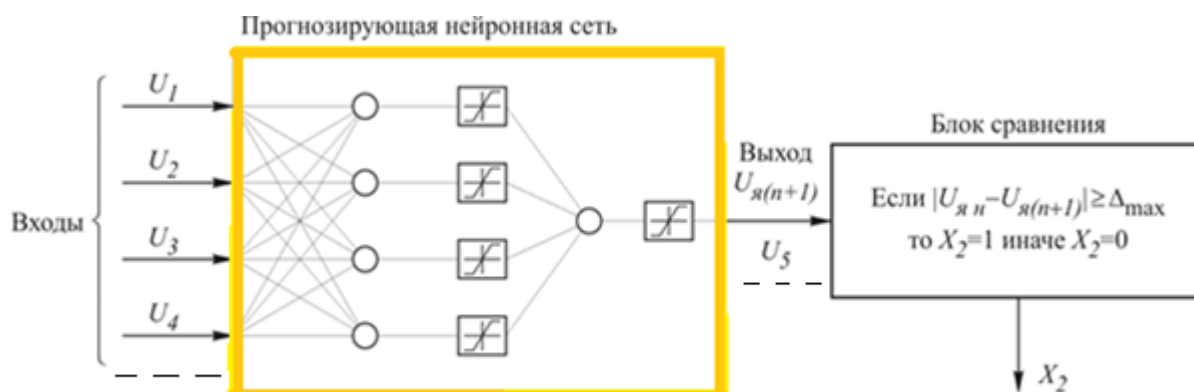 Прогнозирующая нейронная сеть
Входы
U1
U2
U3
U4
Выход
Uя(n+1)
U5
Блок сравнения
Если |Uя н–Uя(n+1)|≥Δmax
то X2=1 иначе X2=0
X2